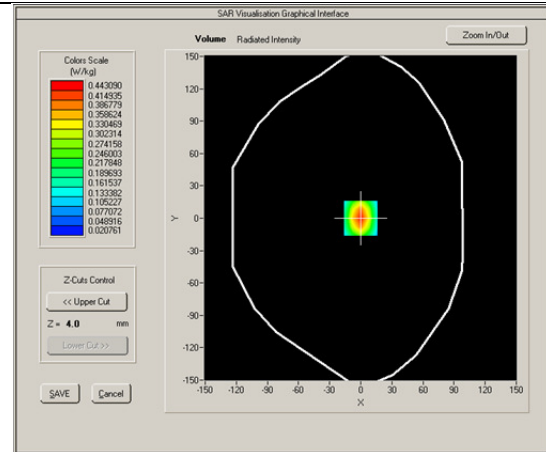 SAR Visualisation Graphical Interface
Volume Radiated Intensity
Zoom In/Out
Colors Scale
(W/kg)
0.443090
0.414935
0.386779
0.358624
0.330469
0.302314
0.274158
0.246003
0.217848
0.189693
0.161537
0.133382
0.105227
0.077072
0.048916
0.020761
Z-Cuts Control
<< Upper Cut
Z = 4.0 mm
Lower Cut >>
SAVE
Cancel
150
120
90
60
30
0
-30
-60
-90
-120
-150
Y
-150 -120 -90 -60 -30 0 30 60 90 120 150
X